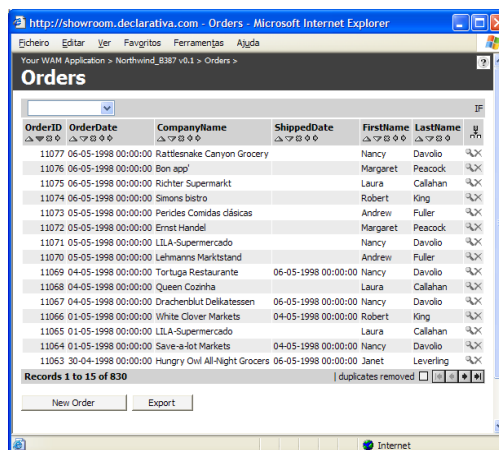 http://showroom.declarativa.com - Orders - Microsoft Internet Explorer
Ficheiro Editar Ver Favoritos Ferramentas Ajuda
Your WAM Application > Northwind_B387 v0.1 > Orders >
?
Orders
IF
OrderID OrderDate CompanyName ShippedDate FirstName LastName
11077 06-05-1998 00:00:00 Rattlesnake Canyon Grocery Nancy Davolio
11076 06-05-1998 00:00:00 Bon app' Margaret Peacock
11075 06-05-1998 00:00:00 Richter Supermarkt Laura Callahan
11074 06-05-1998 00:00:00 Simons bistro Robert King
11073 05-05-1998 00:00:00 Pericles Comidas clásicas Andrew Fuller
11072 05-05-1998 00:00:00 Ernst Handel Margaret Peacock
11071 05-05-1998 00:00:00 LILA-Supermercado Nancy Davolio
11070 05-05-1998 00:00:00 Lehmanns Marktstand Andrew Fuller
11069 04-05-1998 00:00:00 Tortuga Restaurante 06-05-1998 00:00:00 Nancy Davolio
11068 04-05-1998 00:00:00 Queen Cozinha Laura Callahan
11067 04-05-1998 00:00:00 Drachenblut Delikatessen 06-05-1998 00:00:00 Nancy Davolio
11066 01-05-1998 00:00:00 White Clover Markets 04-05-1998 00:00:00 Robert King
11065 01-05-1998 00:00:00 LILA-Supermercado Laura Callahan
11064 01-05-1998 00:00:00 Save-a-lot Markets 04-05-1998 00:00:00 Nancy Davolio
11063 30-04-1998 00:00:00 Hungry Owl All-Night Grocers 06-05-1998 00:00:00 Janet Leverling
Records 1 to 15 of 830 | duplicates removed
New Order Export
Internet